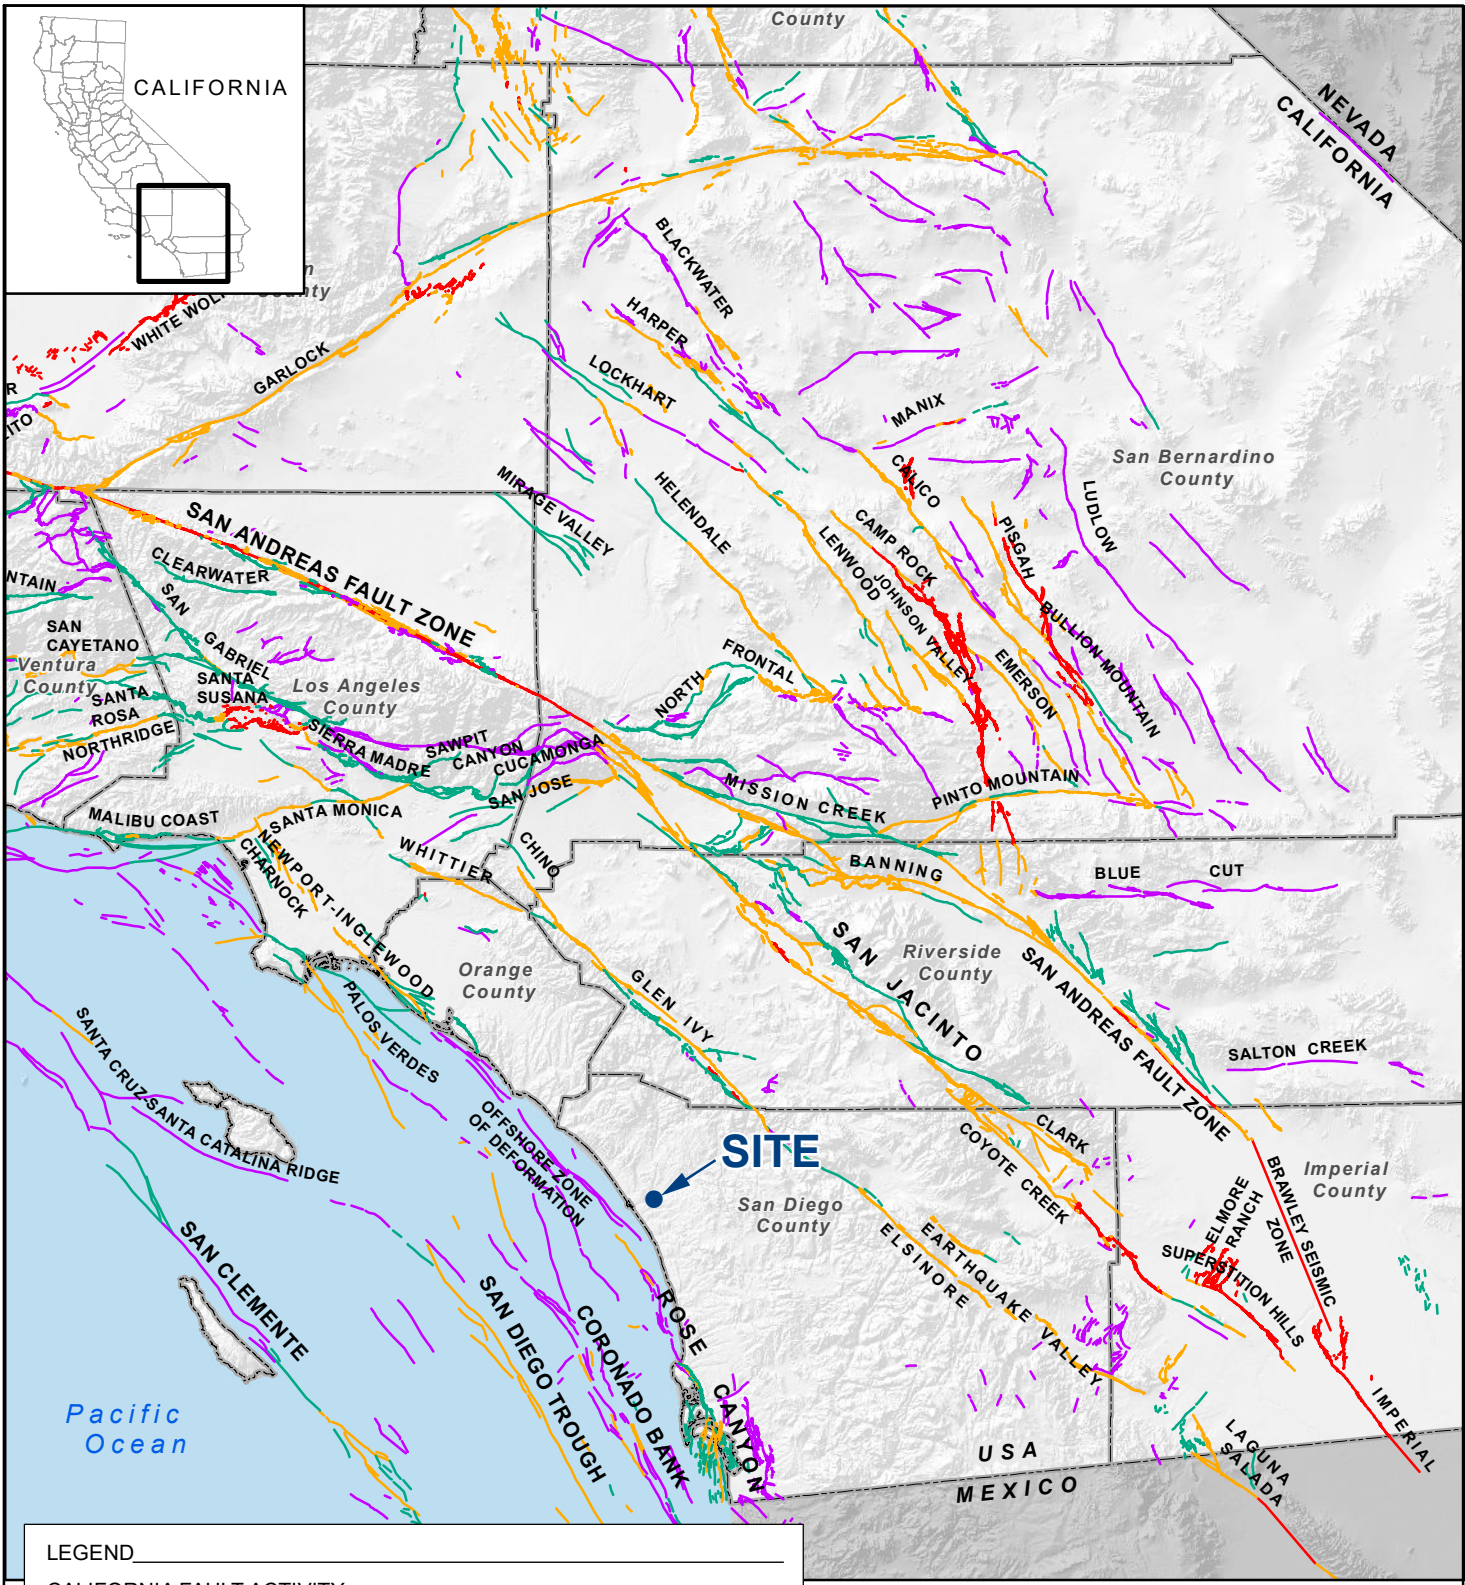 County
CALIFORNIA
NEVADA
CALIFORNIA
WHITE WOL
n
County
BLACKWATER
HARPER
GARLOCK
LOCKHART
R
LITO
MANIX
San Bernardino
County
CALICO
LUDLOW
MIRAGE VALLEY
HELENDALE
SAN ANDREAS FAULT ZONE
CAMP ROCK
PISGAH
LENWOOD
CLEARWATER
JOHNSON VALLEY
NTAIN
SAN
GABRIEL
BULLION MOUNTAIN
SAN
CAYETANO
Ventura
County
FRONTAL
NORTH
EMERSON
SANTA
SUSANA
Los Angeles
County
SANTA
ROSA
NORTHRIDGE
SIERRA MADRE
SAWPIT
CANYON
CUCAMONGA
SAN JOSE
MISSION CREEK
PINTO MOUNTAIN
MALIBU COAST
SANTA MONICA
WHITTIER
CHINO
NEWPORT-INGLEWOOD
CHARNOCK
BANNING
BLUE CUT
SAN JACINTO
Riverside
County
SAN ANDREAS FAULT ZONE
Orange
County
GLEN IVY
PALOS VERDES
SALTON CREEK
SANTA CRUZ-SANTA CATALINA RIDGE
OFFSHORE ZONE
OF DEFORMATION
CLARK
COYOTE CREEK
SITE
San Diego
County
Imperial
County
BRAWLEY SEISMIC
ZONE
ELMORE
RANCH
SUPERSTITION HILLS
EARTHQUAKE VALLEY
ELSINORE
SAN CLEMENTE
SAN DIEGO TROUGH
CORONADO BANK
ROSE CANYON
Pacific
Ocean
IMPERIAL
LAGUNA
SALADA
USA
MEXICO
LEGEND
CALIFORNIA FAULT ACTIVITY